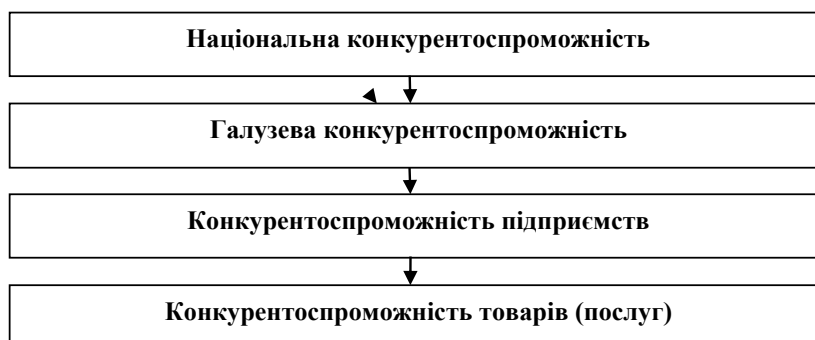 Національна конкурентоспроможність
Галузева конкурентоспроможність
Конкурентоспроможність підприємств
Конкурентоспроможність товарів (послуг)